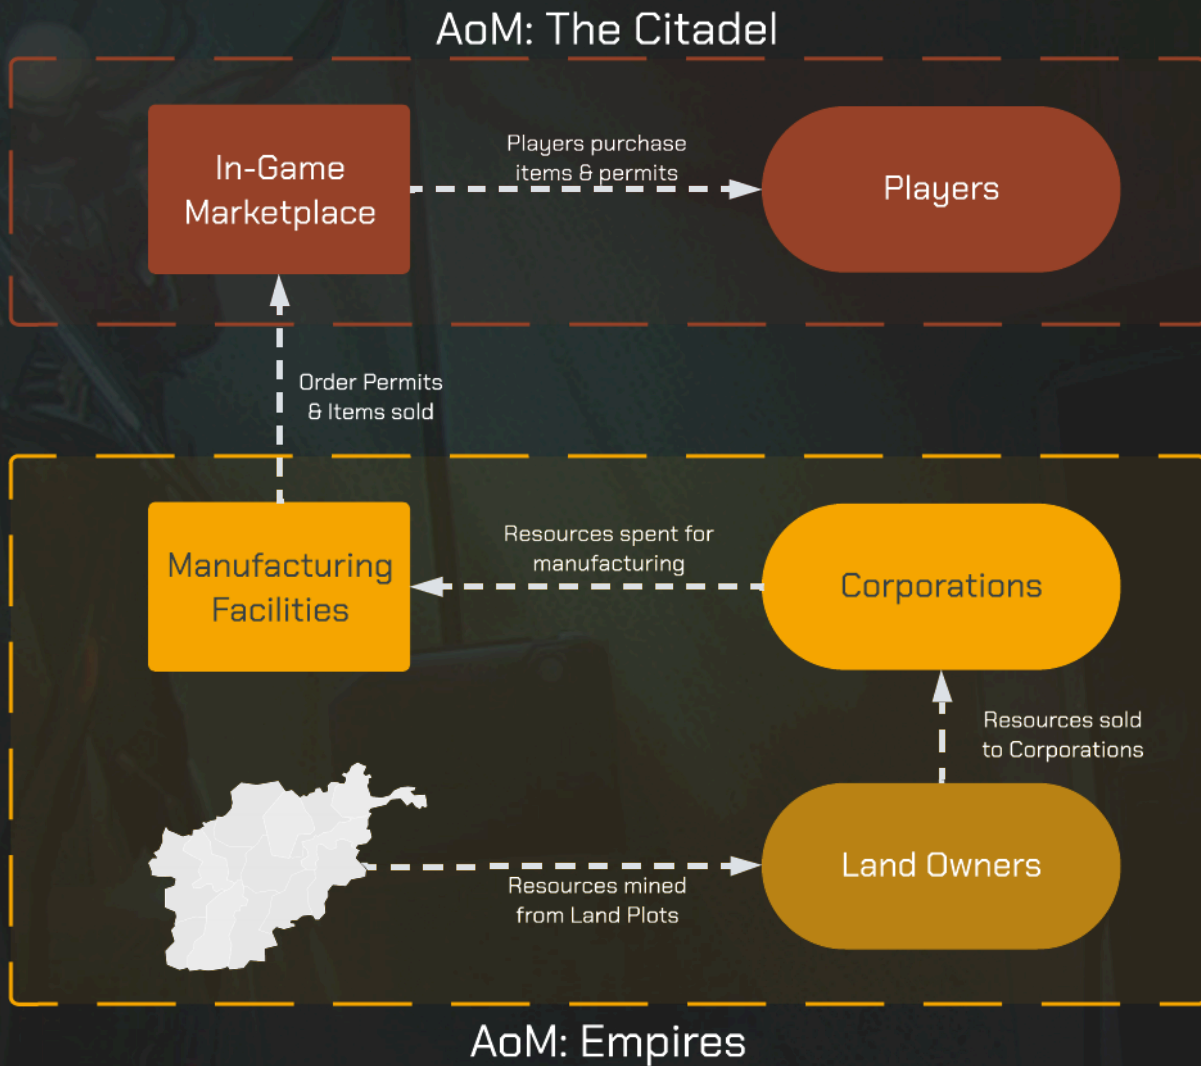 AoM: The Citadel
In-Game
Marketplace
Players purchase
items & permits
Players
Order Permits
& Items sold
Manufacturing
Facilities
Resources spent for
manufacturing
Corporations
Resources sold
to Corporations
Resources mined
from Land Plots
Land Owners
AoM: Empires